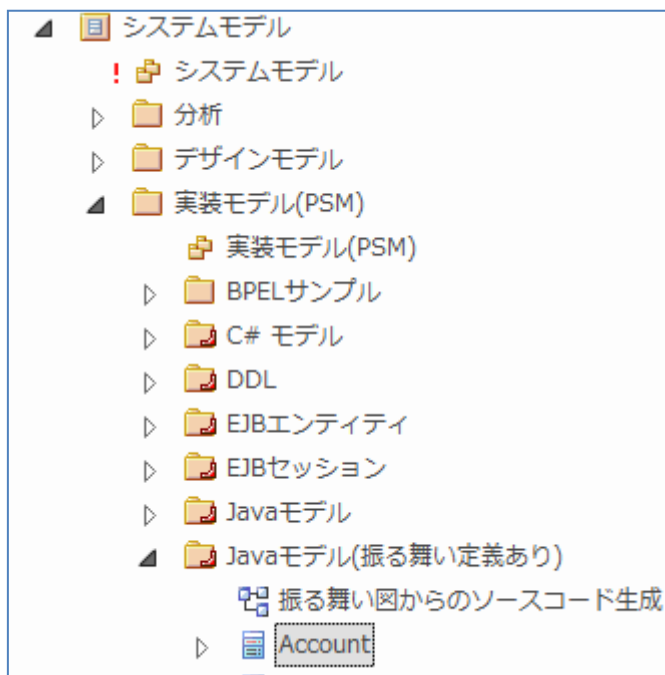 システムモデル
! システムモデル
分析
デザインモデル
実装モデル(PSM)
実装モデル(PSM)
BPELサンプル
C# モデル
DDL
EJBエンティティ
EJBセッション
Javaモデル
Javaモデル(振る舞い定義あり)
振る舞い図からのソースコード生成
Account